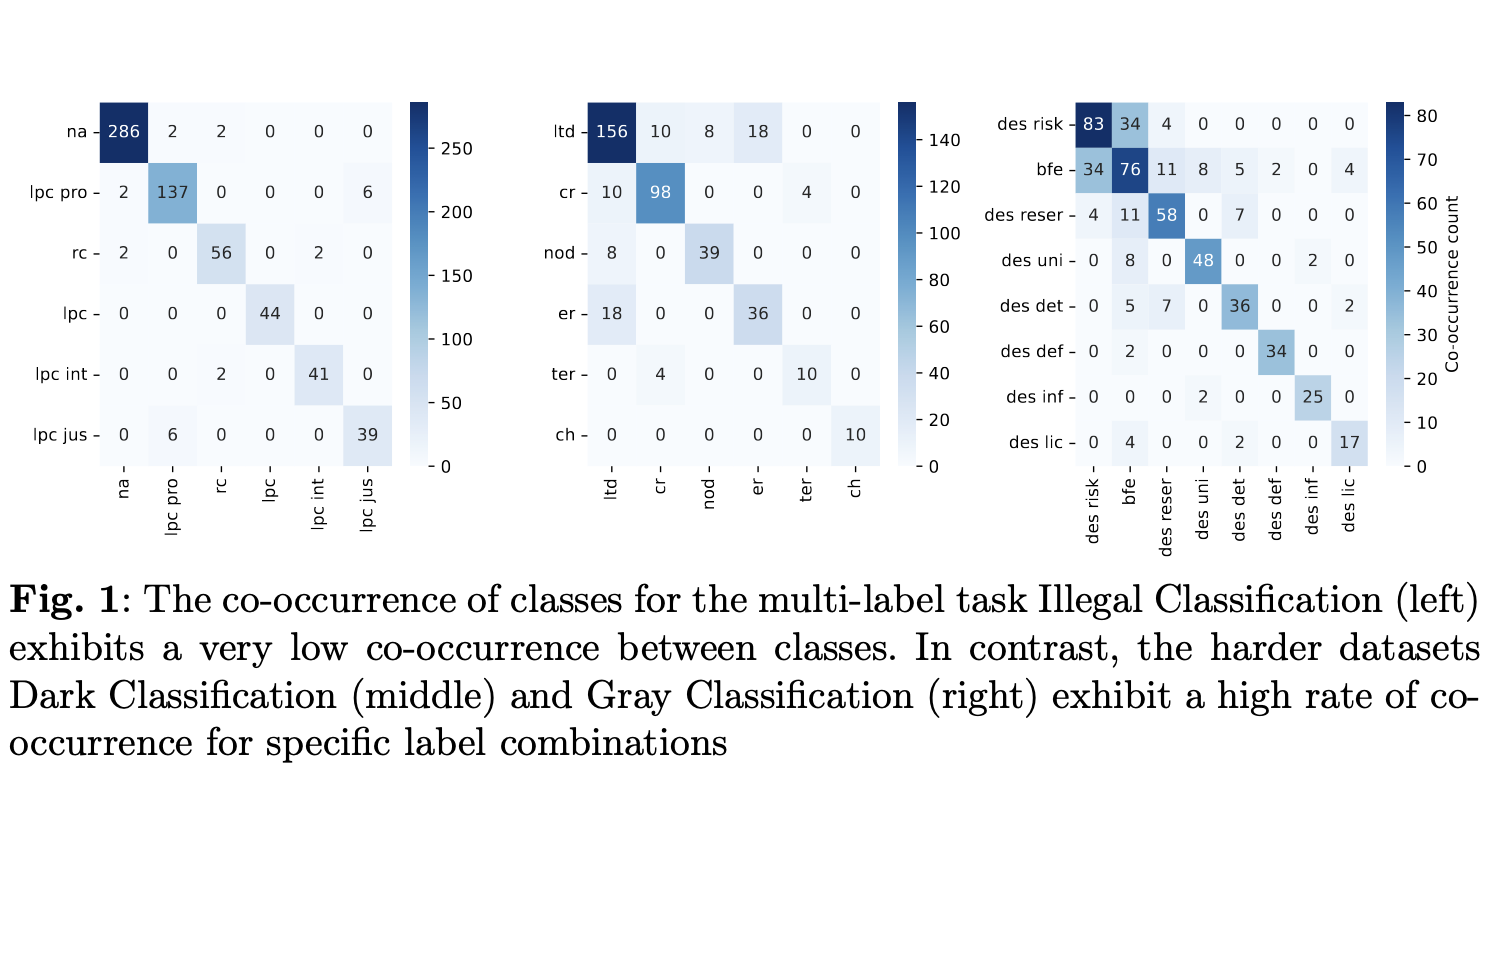 na 286 2 2 0 0 0
lpc pro 2 137 0 0 0 6
rc 2 0 56 0 2 0
lpc 0 0 0 44 0 0
lpc int 0 0 2 0 41 0
lpc jus 0 6 0 0 0 39
na lpc pro rc lpc lpc int lpc jus
250
200
150
100
50
0
ltd 156 10 8 18 0 0
cr 10 98 0 0 4 0
nod 8 0 39 0 0 0
er 18 0 0 36 0 0
ter 0 4 0 0 10 0
ch 0 0 0 0 0 10
ltd cr nod er ter ch
140
120
100
80
60
40
20
0
des risk 83 34 4 0 0 0 0 0
bfe 34 76 11 8 5 2 0 4
des reser 4 11 58 0 7 0 0 0
des uni 0 8 0 48 0 0 2 0
des det 0 5 7 0 36 0 0 2
des def 0 2 0 0 0 34 0 0
des inf 0 0 0 2 0 0 25 0
des lic 0 4 0 0 2 0 0 17
des risk bfe des reser des uni des det des def des inf des lic
80
70
60
50
40
30
20
10
0
Co-occurrence count
Fig. 1: The co-occurrence of classes for the multi-label task Illegal Classification (left)
exhibits a very low co-occurrence between classes. In contrast, the harder datasets
Dark Classification (middle) and Gray Classification (right) exhibit a high rate of co-
occurrence for specific label combinations